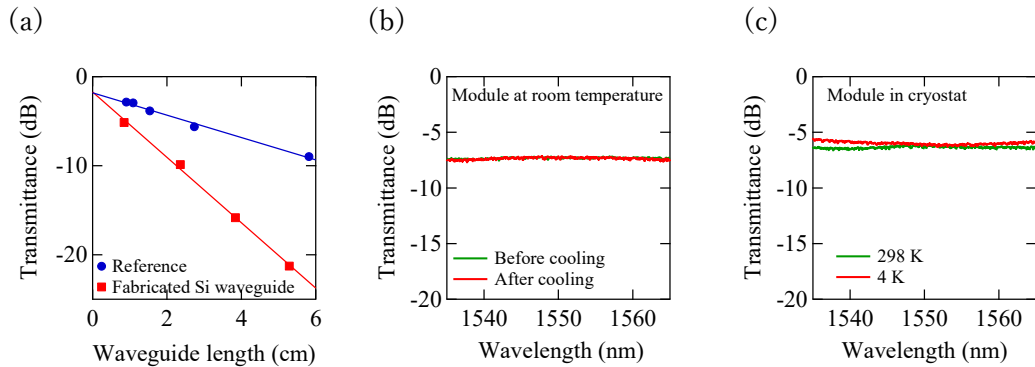 (a)
0
-10
-20
Transmittance (dB)
Reference
Fabricated Si waveguide
0 2 4 6
Waveguide length (cm)
(b)
0
-5
-10
-15
-20
Transmittance (dB)
Module at room temperature
Before cooling
After cooling
1540 1550 1560
Wavelength (nm)
(c)
0
-5
-10
-15
-20
Transmittance (dB)
Module in cryostat
298 K
4 K
1540 1550 1560
Wavelength (nm)